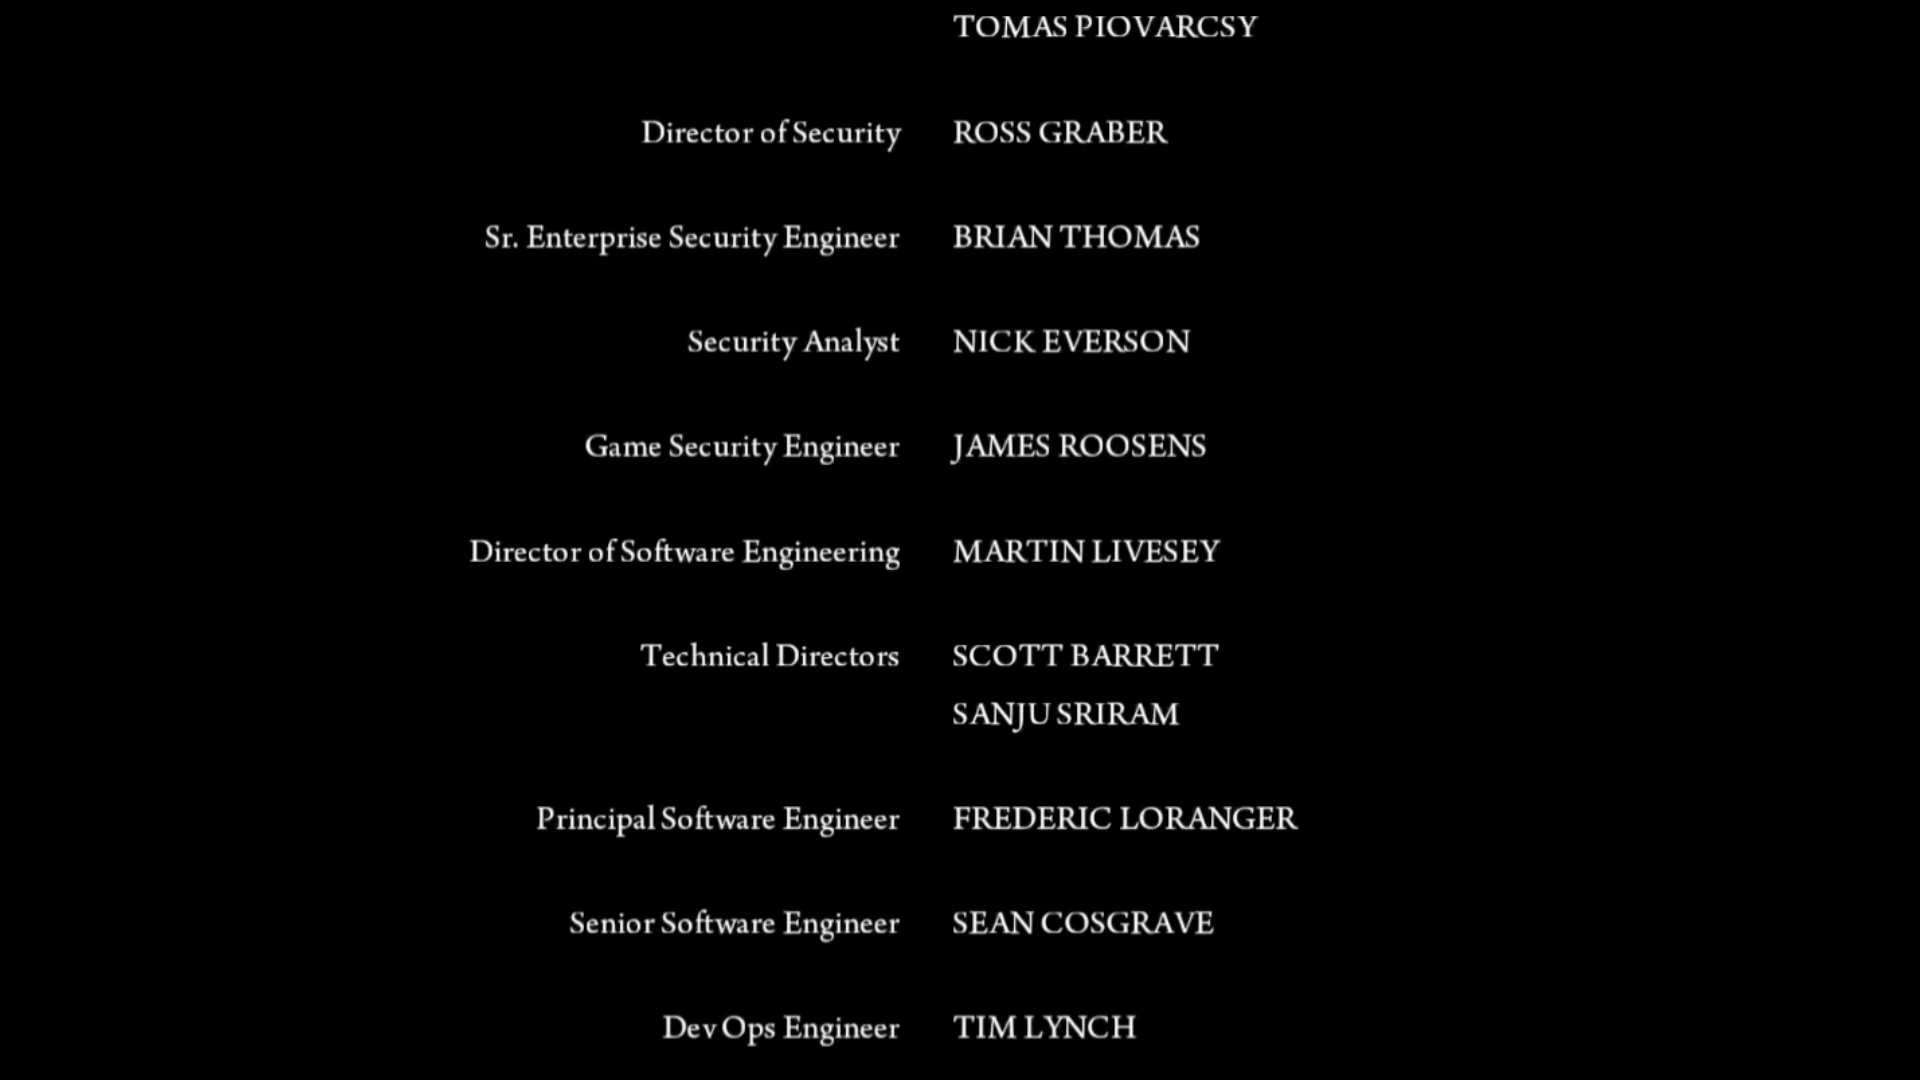 TOMAS PIOVARCSY
Director of Security ROSS GRABER
Sr. Enterprise Security Engineer BRIAN THOMAS
Security Analyst NICK EVERSON
Game Security Engineer JAMES ROOSENS
Director of Software Engineering MARTIN LIVESEY
Technical Directors SCOTT BARRETT
SANJU SRIRAM
Principal Software Engineer FREDERIC LORANGER
Senior Software Engineer SEAN COSGRAVE
Dev Ops Engineer TIM LYNCH